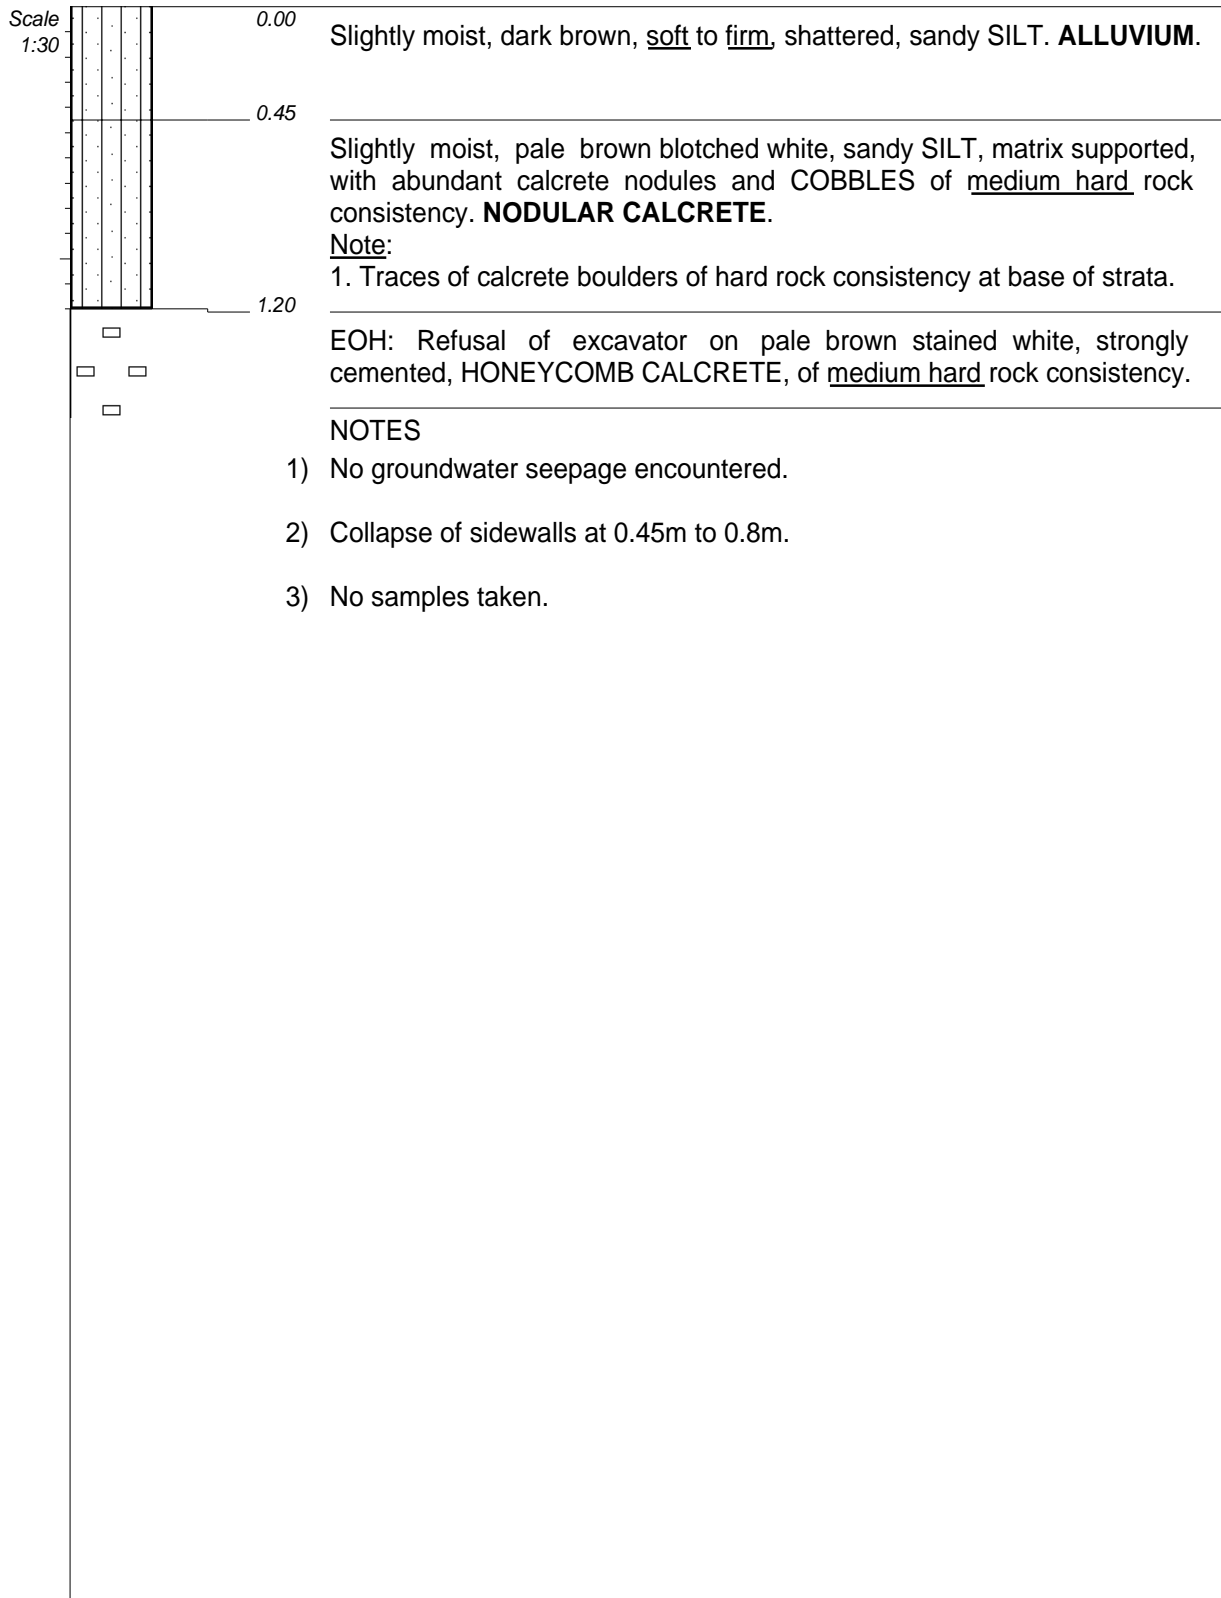 Scale
1:30
0.00
Slightly moist, dark brown, soft to firm, shattered, sandy SILT. ALLUVIUM.
0.45
Slightly moist, pale brown blotched white, sandy SILT, matrix supported,
with abundant calcrete nodules and COBBLES of medium hard rock
consistency. NODULAR CALCRETE.
Note:
1. Traces of calcrete boulders of hard rock consistency at base of strata.
1.20
EOH: Refusal of excavator on pale brown stained white, strongly
cemented, HONEYCOMB CALCRETE, of medium hard rock consistency.
NOTES
1) No groundwater seepage encountered.
2) Collapse of sidewalls at 0.45m to 0.8m.
3) No samples taken.